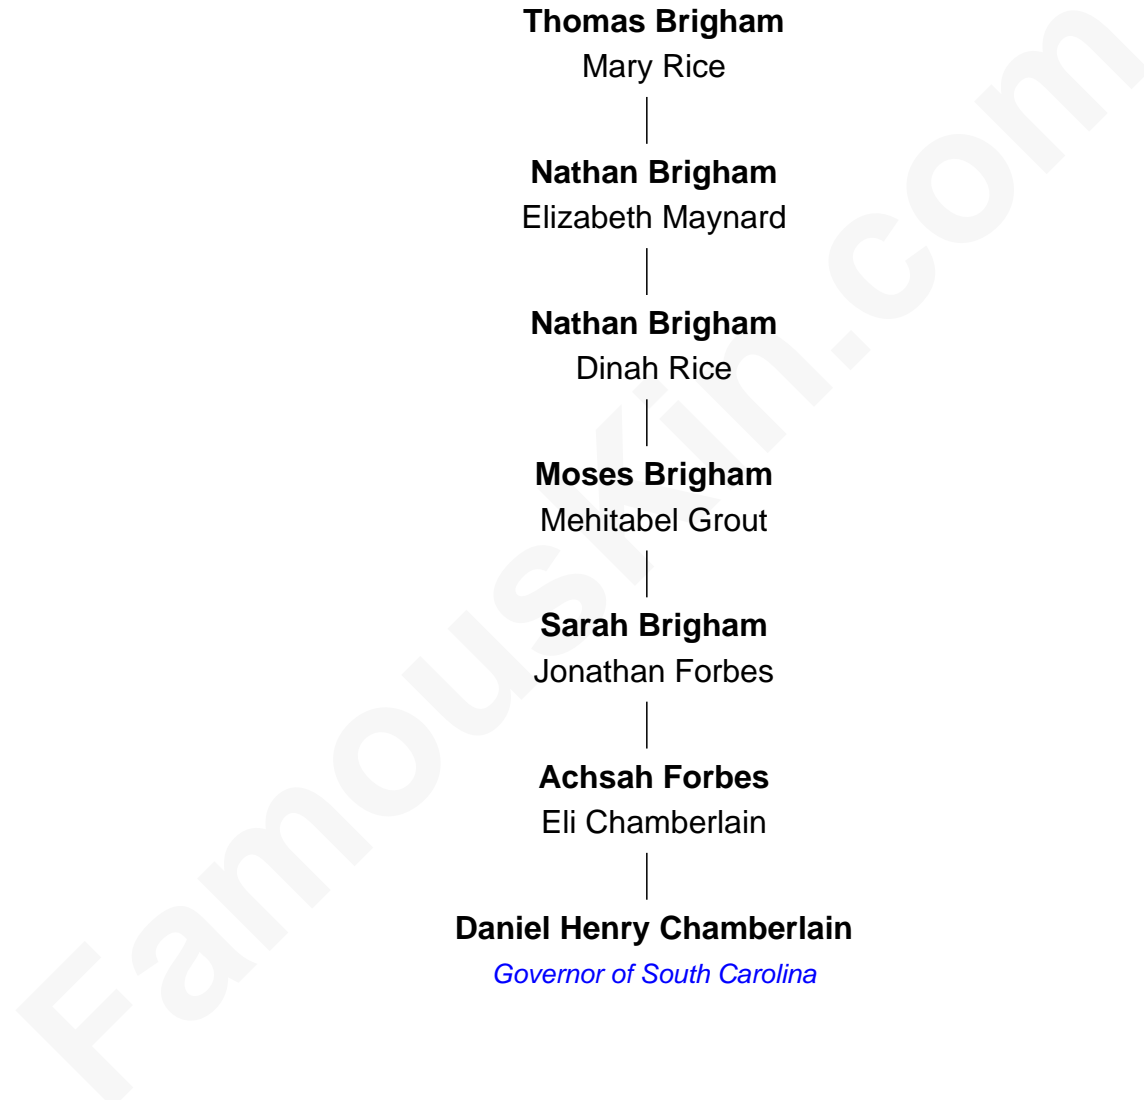 Thomas Brigham
Mary Rice
Nathan Brigham
Elizabeth Maynard
Nathan Brigham
Dinah Rice
Moses Brigham
Mehitabel Grout
Sarah Brigham
Jonathan Forbes
Achsah Forbes
Eli Chamberlain
Daniel Henry Chamberlain
Governor of South Carolina
FamousKin.com